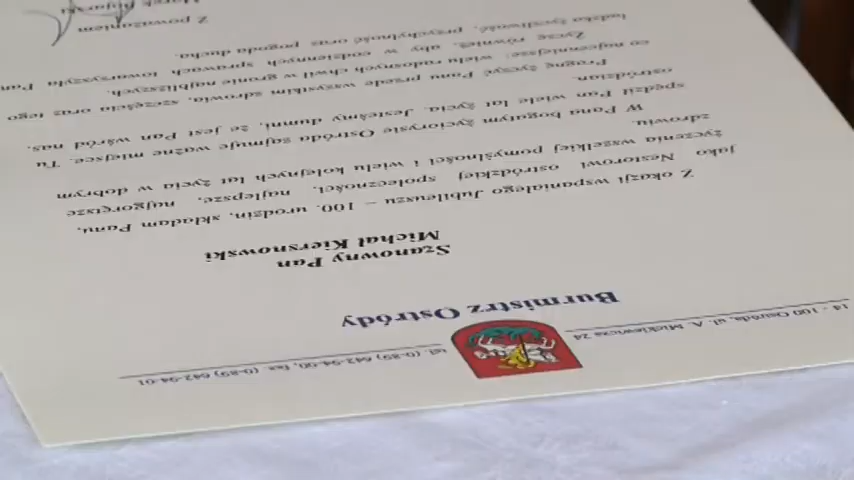 14 - 100 Ostróda, ul. A. Mickiewicza 24 tel. (0-89) 642-94-00, fax. (0-89) 642-94-01
Burmistrz Ostródy
Szanowny Pan
Michał Kiersnowski
Z okazji wspaniałego Jubileuszu – 100. urodzin, składam Panu,
jako Nestorowi ostródzkiej społeczności, najlepsze, najgorętsze
życzenia wszelkiej pomyślności i wielu kolejnych lat życia w dobrym
zdrowiu.
W Pana bogatym życiorysie Ostróda zajmuje ważne miejsce. Tu
spędził Pan wiele lat życia. Jesteśmy dumni, że jest Pan wśród nas,
ostródzian.
Pragnę życzyć Panu przede wszystkim zdrowia, szczęścia oraz tego
co najcenniejsze: wielu radosnych chwil w gronie najbliższych.
Życzę również, aby w codziennych sprawach towarzyszyła Pan
ludzka życzliwość, przychylność oraz pogoda ducha.
Z poważaniem